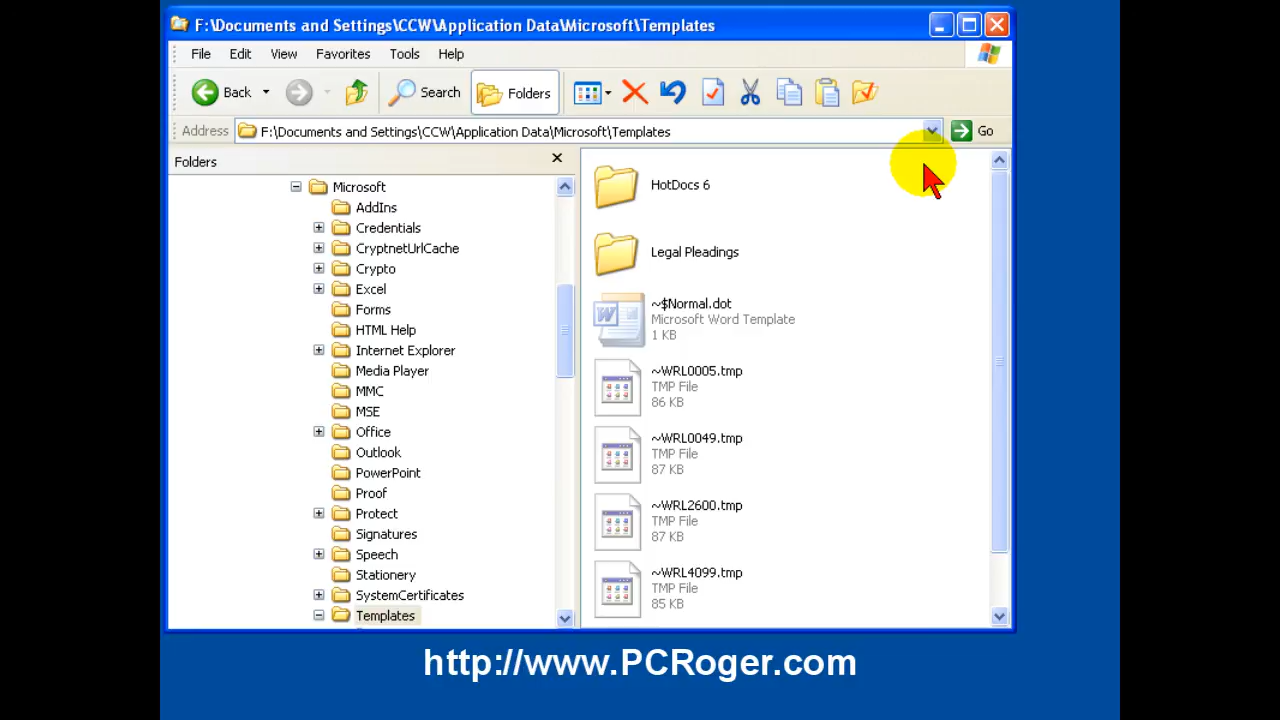 F:\Documents and Settings\CCW\Application Data\Microsoft\Templates
File Edit View Favorites Tools Help
Back Search Folders
Address F:\Documents and Settings\CCW\Application Data\Microsoft\Templates Go
Folders
Microsoft
AddIns
Credentials
CryptnetUrlCache
Crypto
Excel
Forms
HTML Help
Internet Explorer
Media Player
MMC
MSE
Office
Outlook
PowerPoint
Proof
Protect
Signatures
Speech
Stationery
SystemCertificates
Templates
HotDocs 6
Legal Pleadings
~$Normal.dot
Microsoft Word Template
1 KB
~WRL0005.tmp
TMP File
86 KB
~WRL0049.tmp
TMP File
87 KB
~WRL2600.tmp
TMP File
87 KB
~WRL4099.tmp
TMP File
85 KB
http://www.PCRoger.com